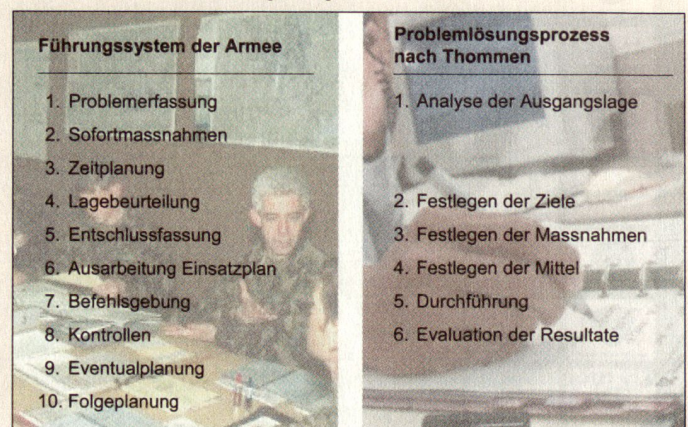 Führungssystem der Armee
1. Problemerfassung
2. Sofortmassnahmen
3. Zeitplanung
4. Lagebeurteilung
5. Entschlussfassung
6. Ausarbeitung Einsatzplan
7. Befehlsgebung
8. Kontrollen
9. Eventualplanung
10. Folgeplanung
Problemlösungsprozess
nach Thommen
1. Analyse der Ausgangslage
2. Festlegen der Ziele
3. Festlegen der Massnahmen
4. Festlegen der Mittel
5. Durchführung
6. Evaluation der Resultate